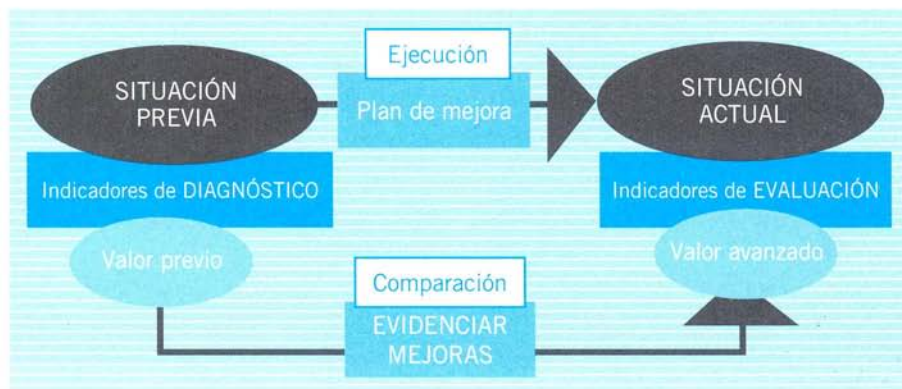 Ejecución
SITUACIÓN
PREVIA
Plan de mejora
SITUACIÓN
ACTUAL
Indicadores de DIAGNÓSTICO
Indicadores de EVALUACIÓN
Valor previo
Valor avanzado
Comparación
EVIDENCIAR
MEJORAS